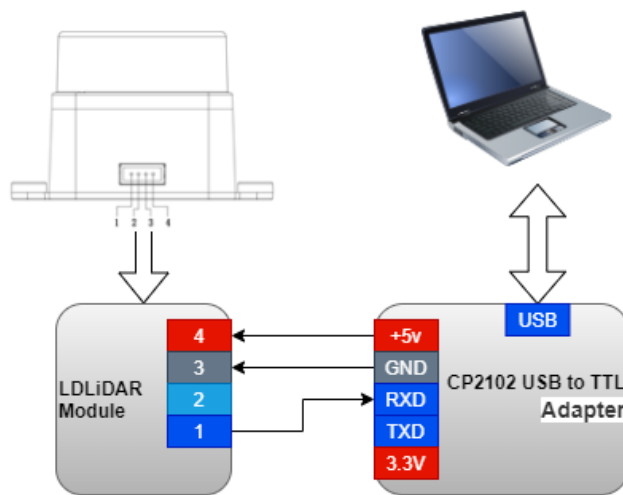 1 2 3 4
USB
4
3
2
1
LDLiDAR
Module
+5v
GND
RXD
TXD
3.3V
CP2102 USB to TTL
Adapter